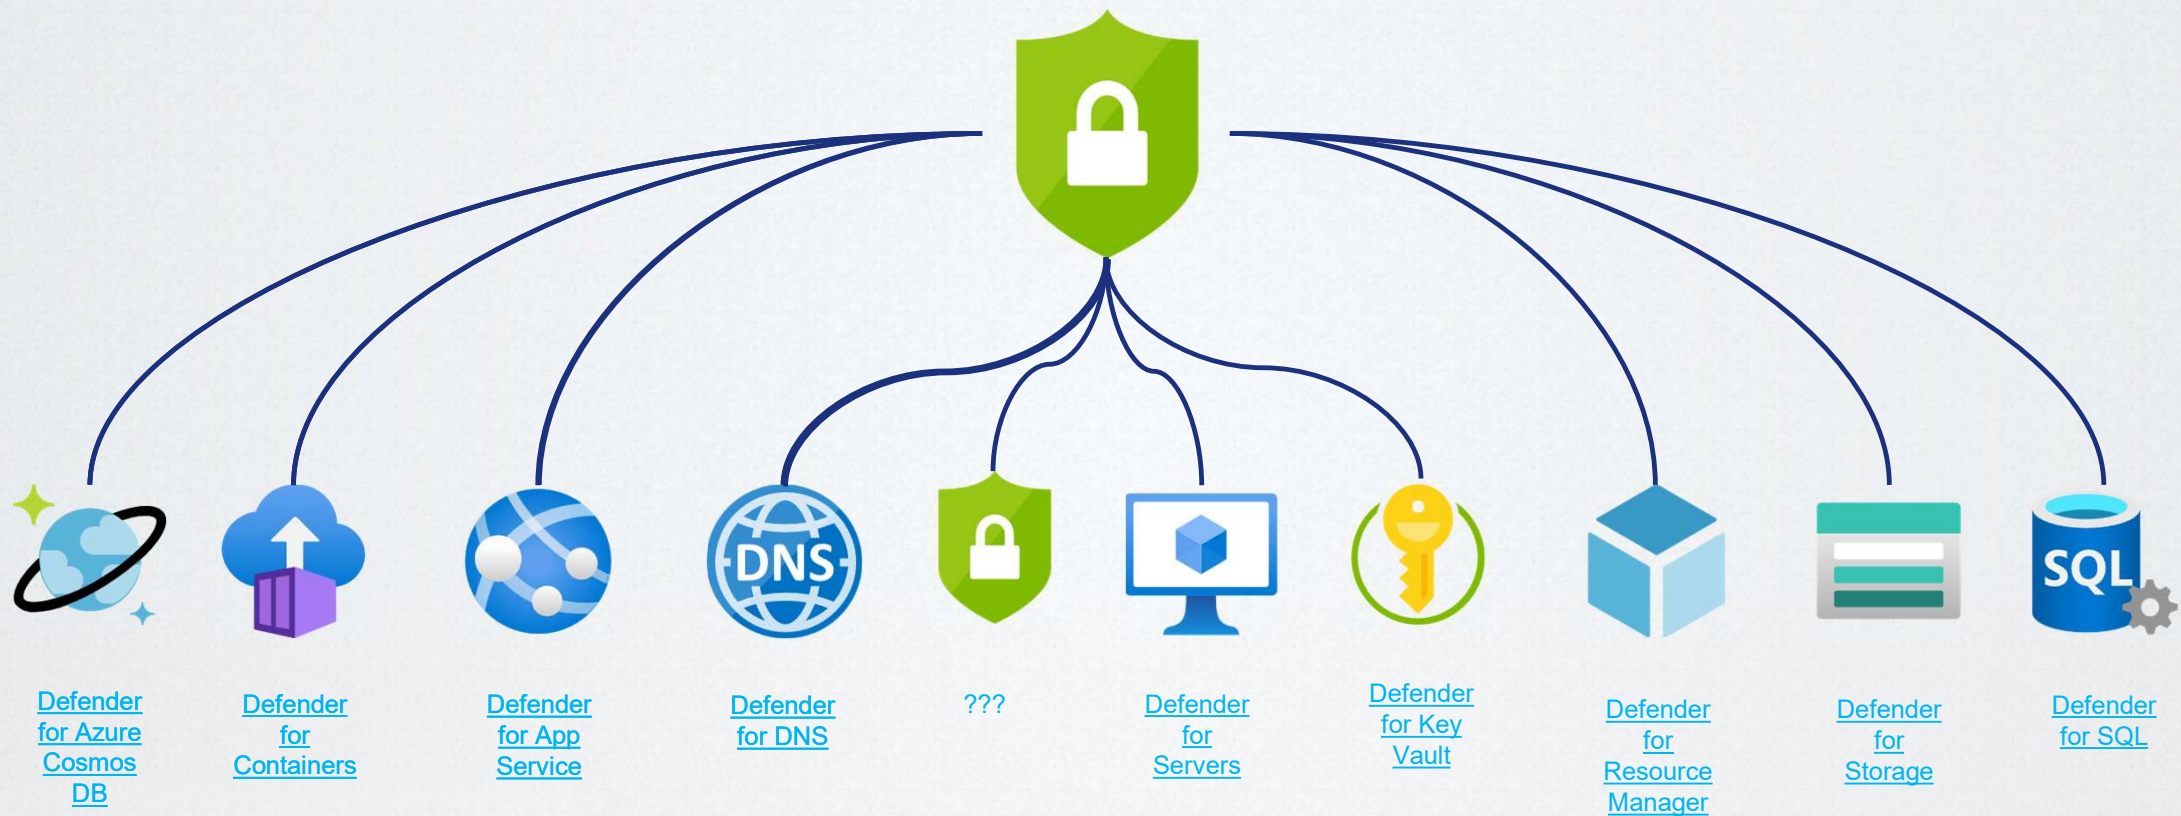 DNS
SQL
Defender
for Azure
Cosmos
DB
Defender
for
Containers
Defender
for App
Service
Defender
for DNS
???
Defender
for
Servers
Defender
for Key
Vault
Defender
for
Resource
Manager
Defender
for
Storage
Defender
for SQL